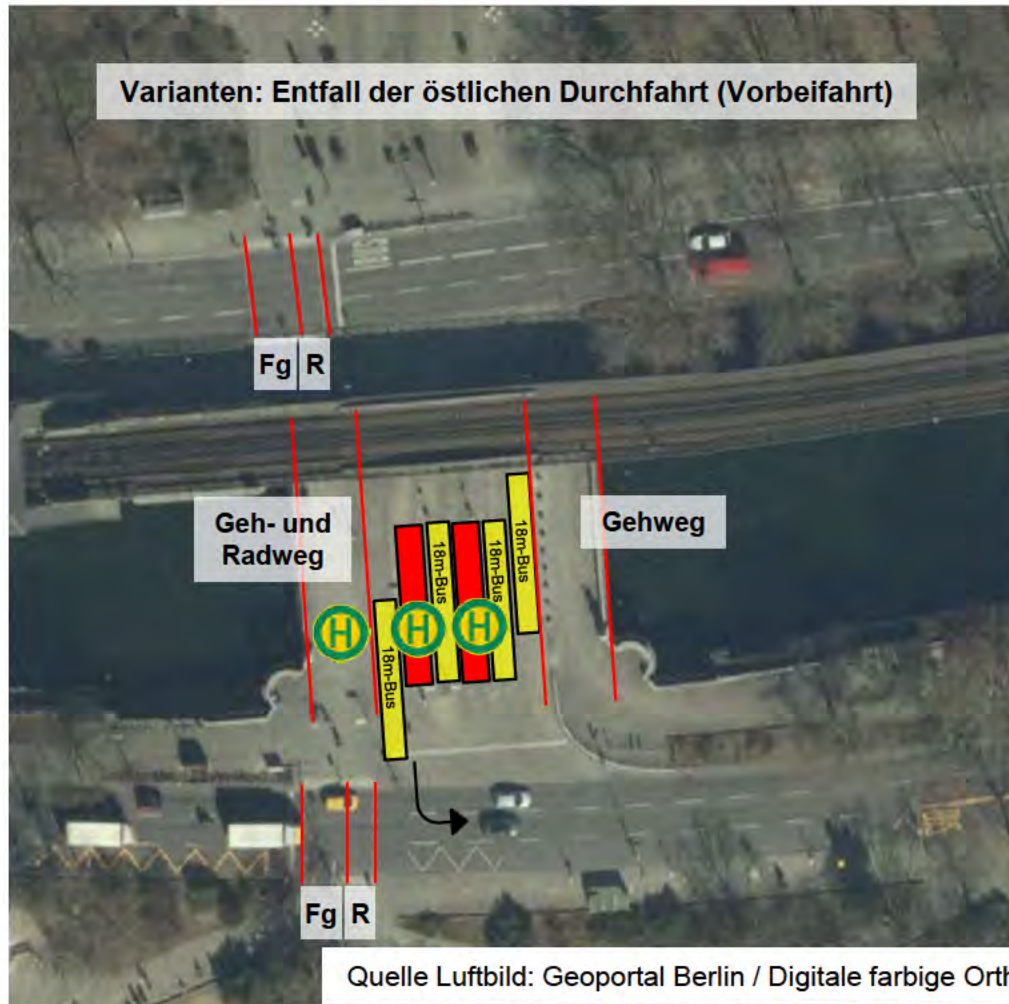 Varianten: Entfall der östlichen Durchfahrt (Vorbeifahrt)
Fg R
Geh- und
Radweg
Gehweg
18m-Bus
18m-Bus
18m-Bus
18m-Bus
H
H
H
Fg R
Quelle Luftbild: Geoportal Berlin / Digitale farbige Orth